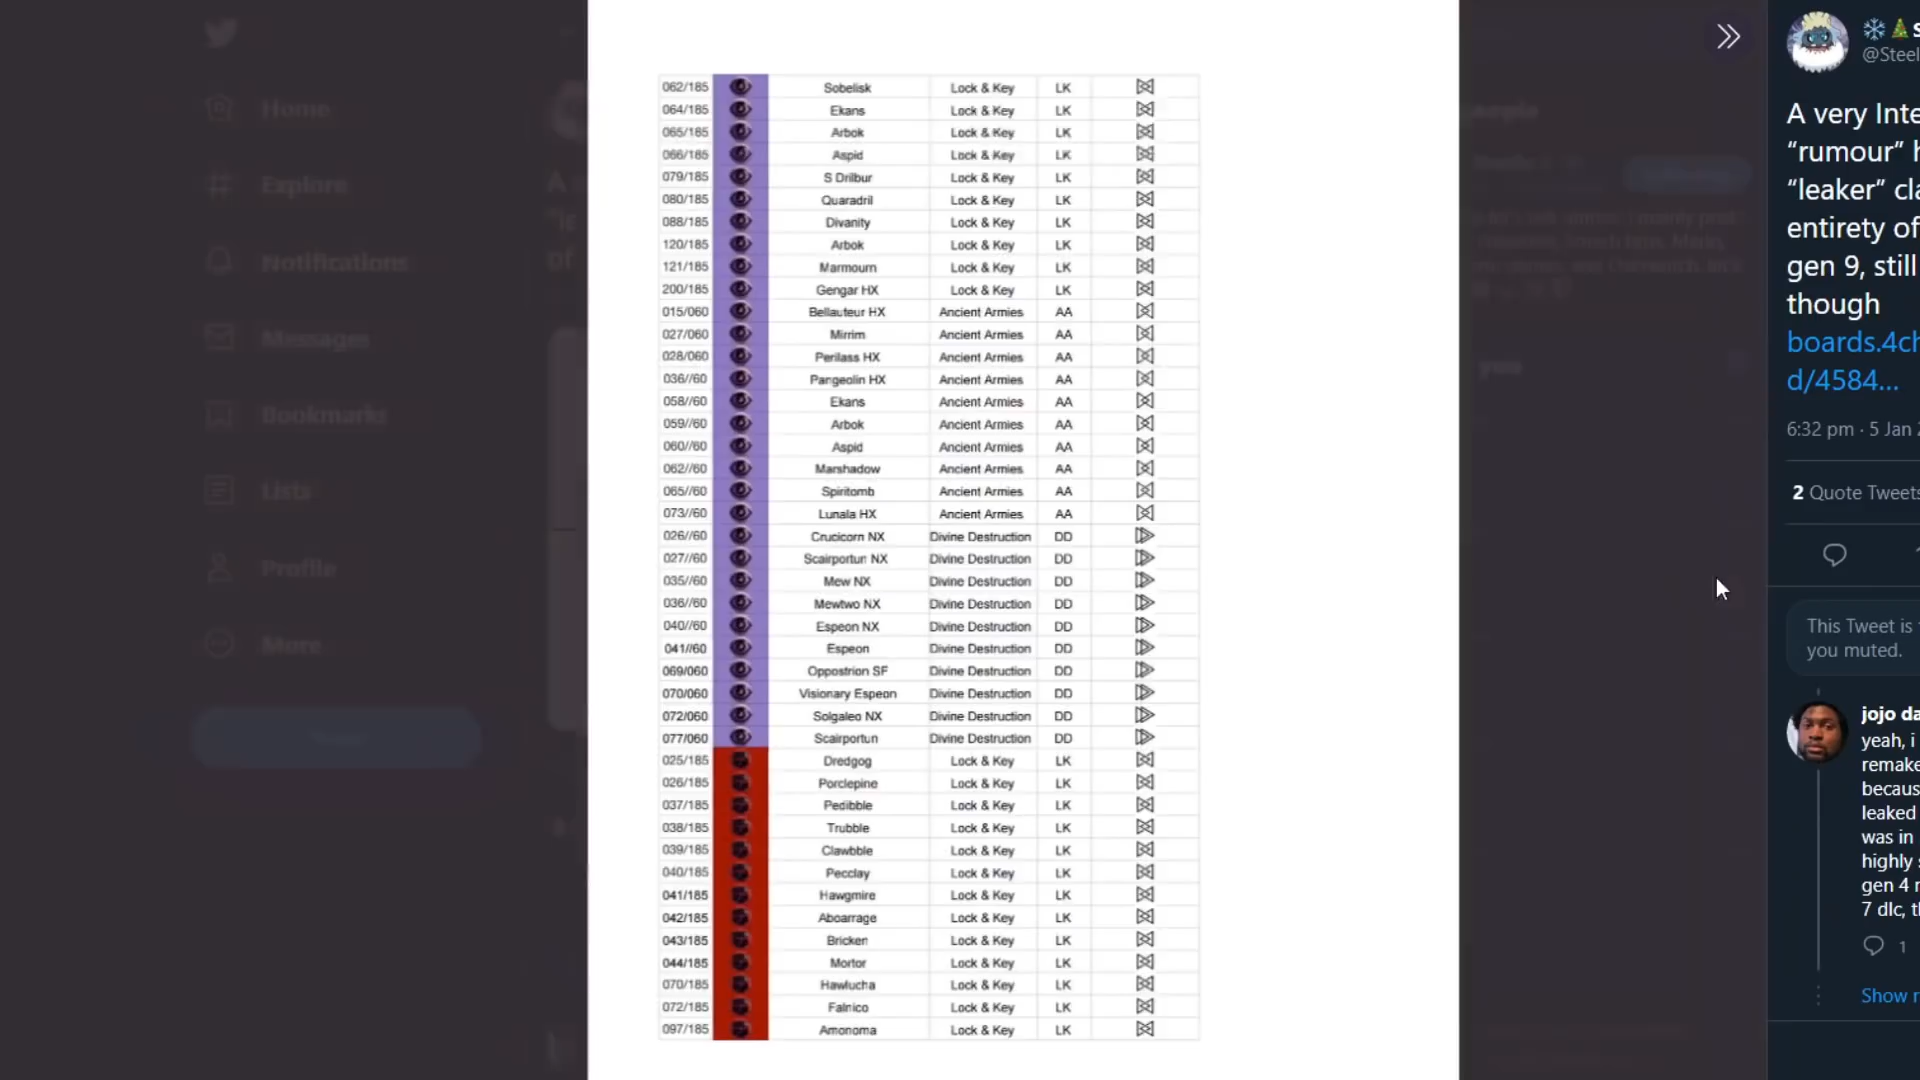 Home
Explore
Notifications
Messages
Bookmarks
Lists
Profile
More
062/185 Sobelisk Lock & Key LK
064/185 Ekans Lock & Key LK
065/185 Arbok Lock & Key LK
066/185 Aspid Lock & Key LK
079/185 S Drilbur Lock & Key LK
080/185 Quaradril Lock & Key LK
088/185 Divanity Lock & Key LK
120/185 Arbok Lock & Key LK
121/185 Marmourn Lock & Key LK
200/185 Gengar HX Lock & Key LK
015/060 Bellauteur HX Ancient Armies AA
027/060 Mirrim Ancient Armies AA
028/060 Perilass HX Ancient Armies AA
036//60 Pangeolin HX Ancient Armies AA
058//60 Ekans Ancient Armies AA
059//60 Arbok Ancient Armies AA
060//60 Aspid Ancient Armies AA
062//60 Marshadow Ancient Armies AA
065//60 Spiritomb Ancient Armies AA
073//60 Lunala HX Ancient Armies AA
026//60 Crucicorn NX Divine Destruction DD
027//60 Scairportun NX Divine Destruction DD
035//60 Mew NX Divine Destruction DD
036//60 Mewtwo NX Divine Destruction DD
040//60 Espeon NX Divine Destruction DD
041//60 Espeon Divine Destruction DD
069/060 Oppostrion SF Divine Destruction DD
070/060 Visionary Espeon Divine Destruction DD
072/060 Solgaleo NX Divine Destruction DD
077/060 Scairportun Divine Destruction DD
025/185 Dredgog Lock & Key LK
026/185 Porclepine Lock & Key LK
037/185 Pedibble Lock & Key LK
038/185 Trubble Lock & Key LK
039/185 Clawbble Lock & Key LK
040/185 Pecclay Lock & Key LK
041/185 Hawgmire Lock & Key LK
042/185 Aboarrage Lock & Key LK
043/185 Bricken Lock & Key LK
044/185 Mortor Lock & Key LK
070/185 Hawlucha Lock & Key LK
072/185 Falnico Lock & Key LK
097/185 Amonoma Lock & Key LK
@Steel
A very Inte
“rumour” h
“leaker” cla
entirety of
gen 9, still
though
boards.4ch
d/4584...
6:32 pm · 5 Jan 2
2 Quote Tweets
This Tweet is
you muted.
jojo da
yeah, i
remake
becaus
leaked
was in
highly s
gen 4 r
7 dlc, t
1
Show r